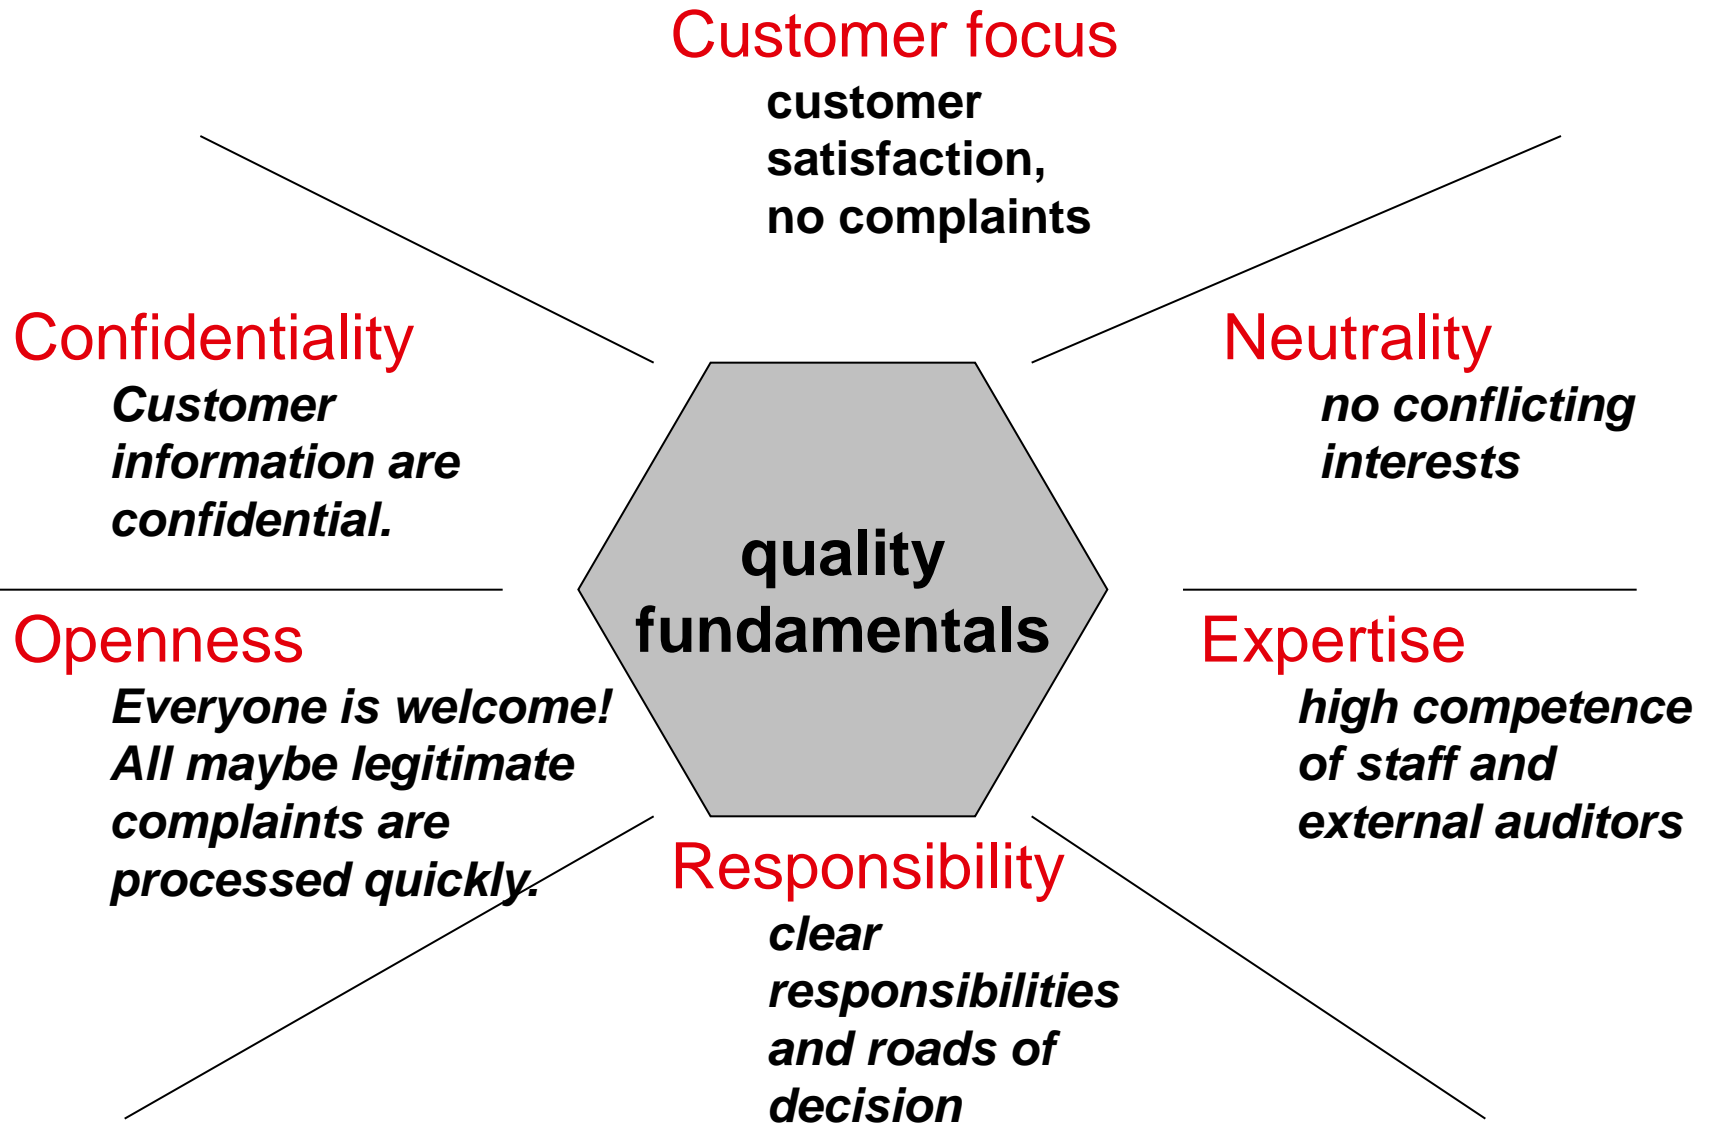 Customer focus
customer
satisfaction,
no complaints
Confidentiality
Customer
information are
confidential.
Neutrality
no conflicting
interests
quality
fundamentals
Openness
Everyone is welcome!
All maybe legitimate
complaints are
processed quickly.
Expertise
high competence
of staff and
external auditors
Responsibility
clear
responsibilities
and roads of
decision